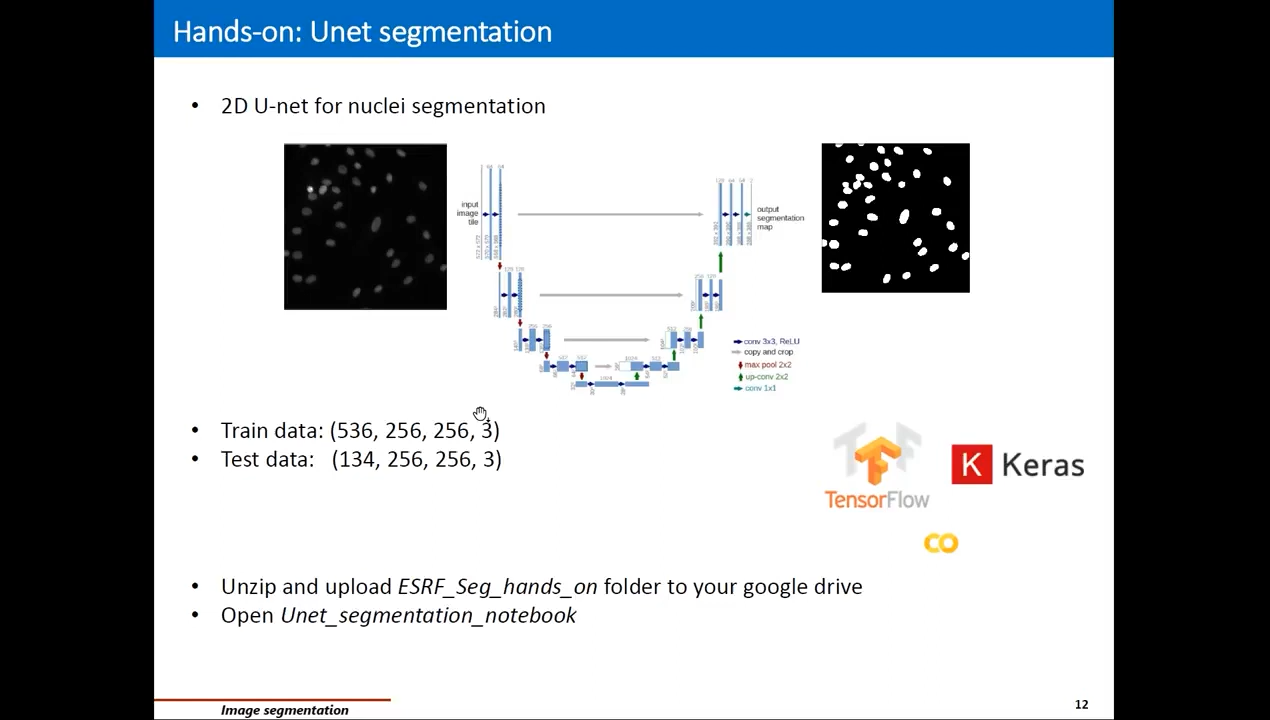 Hands-on: Unet segmentation
• 2D U-net for nuclei segmentation
input
image
tile
output
segmentation
map
conv 3x3, ReLU
copy and crop
max pool 2x2
up-conv 2x2
conv 1x1
• Train data: (536, 256, 256, 3)
• Test data: (134, 256, 256, 3)
TensorFlow
K Keras
CO
• Unzip and upload ESRF_Seg_hands_on folder to your google drive
• Open Unet_segmentation_notebook
Image segmentation
12